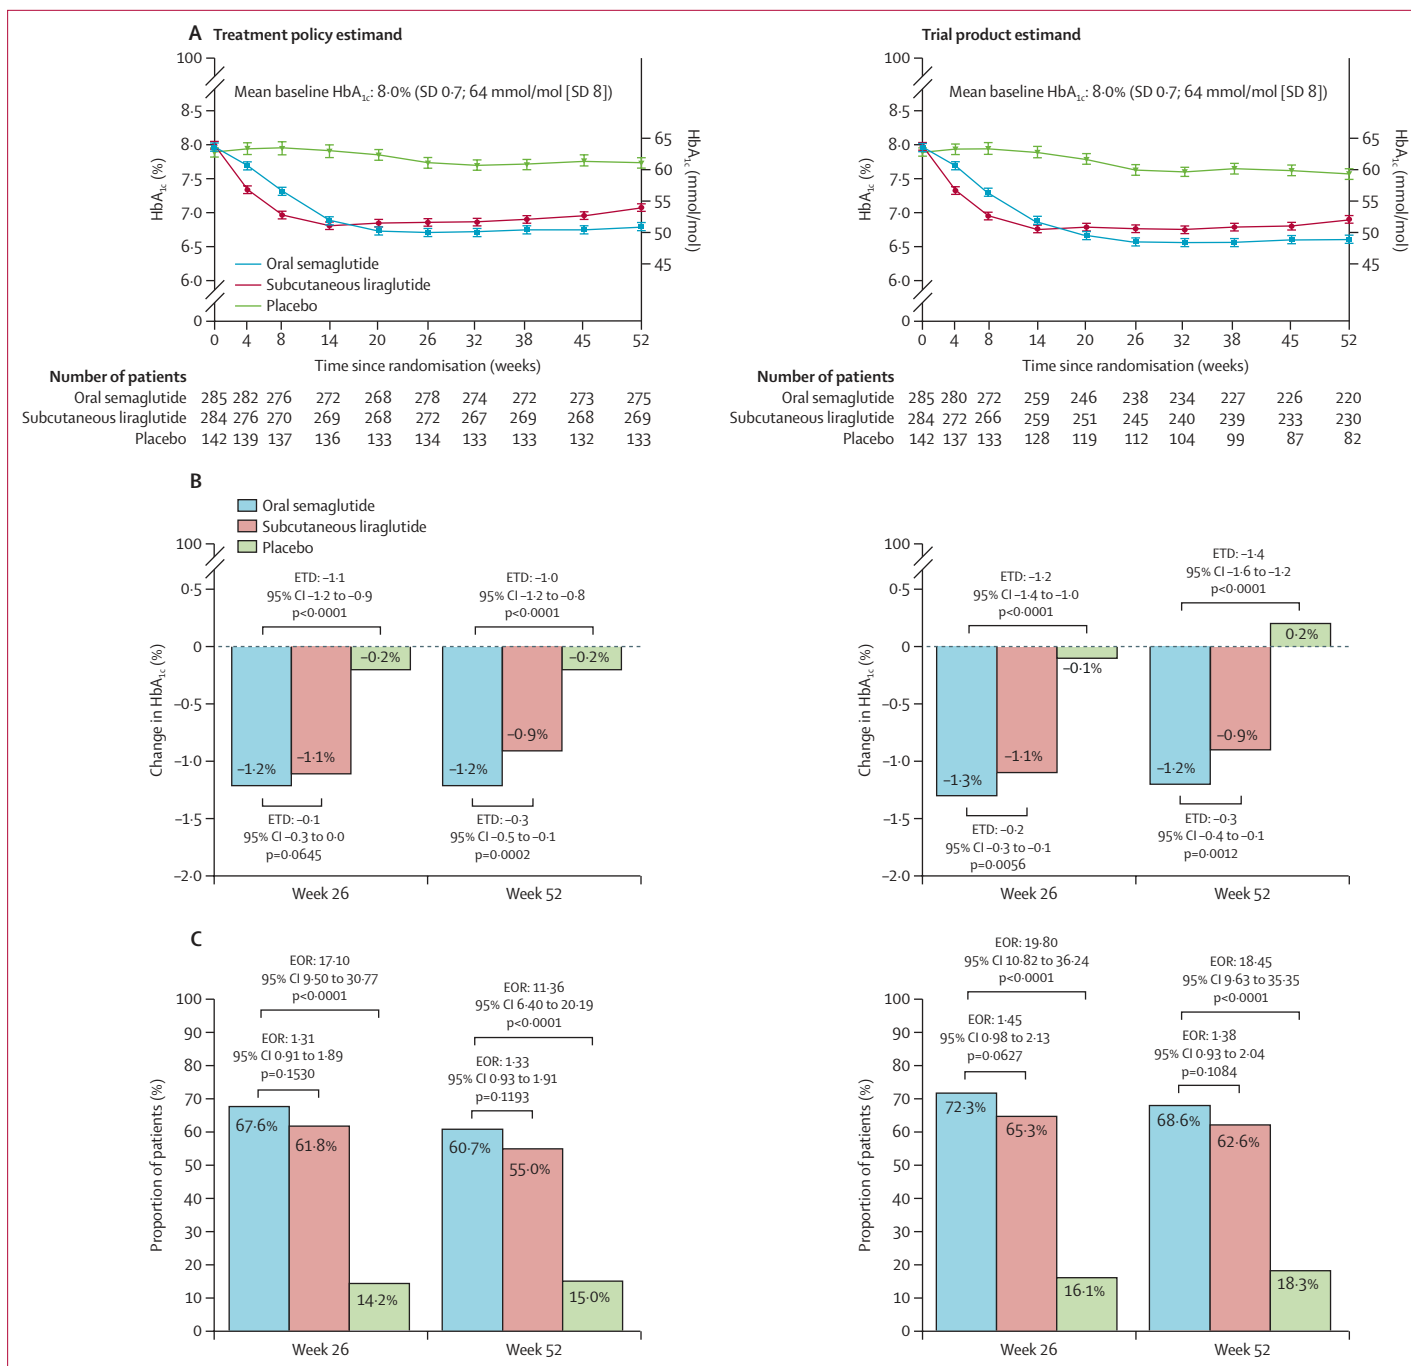 A Treatment policy estimand
Trial product estimand
100
8·5
8·0
7·5
7·0
6·5
6·0
0
HbA1c (%)
Mean baseline HbA1c: 8·0% (SD 0·7; 64 mmol/mol [SD 8])
65
60
55
50
45
HbA1c (mmol/mol)
Oral semaglutide
Subcutaneous liraglutide
Placebo
0 4 8 14 20 26 32 38 45 52
Time since randomisation (weeks)
Number of patients
Oral semaglutide 285 282 276 272 268 278 274 272 273 275
Subcutaneous liraglutide 284 276 270 269 268 272 267 269 268 269
Placebo 142 139 137 136 133 134 133 133 132 133
100
8·5
8·0
7·5
7·0
6·5
6·0
0
HbA1c (%)
Mean baseline HbA1c: 8·0% (SD 0·7; 64 mmol/mol [SD 8])
65
60
55
50
45
HbA1c (mmol/mol)
0 4 8 14 20 26 32 38 45 52
Time since randomisation (weeks)
Number of patients
Oral semaglutide 285 280 272 259 246 238 234 227 226 220
Subcutaneous liraglutide 284 272 266 259 251 245 240 239 233 230
Placebo 142 137 133 128 119 112 104 99 87 82
B
Oral semaglutide
Subcutaneous liraglutide
Placebo
100
0·5
0
–0·5
–1·0
–1·5
–2·0
Change in HbA1c (%)
ETD: –1·1
95% CI –1·2 to –0·9
p<0·0001
ETD: –1·0
95% CI –1·2 to –0·8
p<0·0001
–1·2%
–1·1%
–0·2%
–1·2%
–0·9%
–0·2%
ETD: –0·1
95% CI –0·3 to 0·0
p=0·0645
ETD: –0·3
95% CI –0·5 to –0·1
p=0·0002
Week 26
Week 52
100
0·5
0
–0·5
–1·0
–1·5
–2·0
Change in HbA1c (%)
ETD: –1·2
95% CI –1·4 to –1·0
p<0·0001
ETD: –1·4
95% CI –1·6 to –1·2
p<0·0001
–1·3%
–1·1%
–0·1%
–1·2%
–0·9%
0·2%
ETD: –0·2
95% CI –0·3 to –0·1
p=0·0056
ETD: –0·3
95% CI –0·4 to –0·1
p=0·0012
Week 26
Week 52
C
100
90
80
70
60
50
40
30
20
10
0
Proportion of patients (%)
EOR: 17·10
95% CI 9·50 to 30·77
p<0·0001
EOR: 1·31
95% CI 0·91 to 1·89
p=0·1530
EOR: 11·36
95% CI 6·40 to 20·19
p<0·0001
EOR: 1·33
95% CI 0·93 to 1·91
p=0·1193
67·6%
61·8%
14·2%
60·7%
55·0%
15·0%
Week 26
Week 52
100
90
80
70
60
50
40
30
20
10
0
Proportion of patients (%)
EOR: 19·80
95% CI 10·82 to 36·24
p<0·0001
EOR: 1·45
95% CI 0·98 to 2·13
p=0·0627
EOR: 18·45
95% CI 9·63 to 35·35
p<0·0001
EOR: 1·38
95% CI 0·93 to 2·04
p=0·1084
72·3%
65·3%
16·1%
68·6%
62·6%
18·3%
Week 26
Week 52